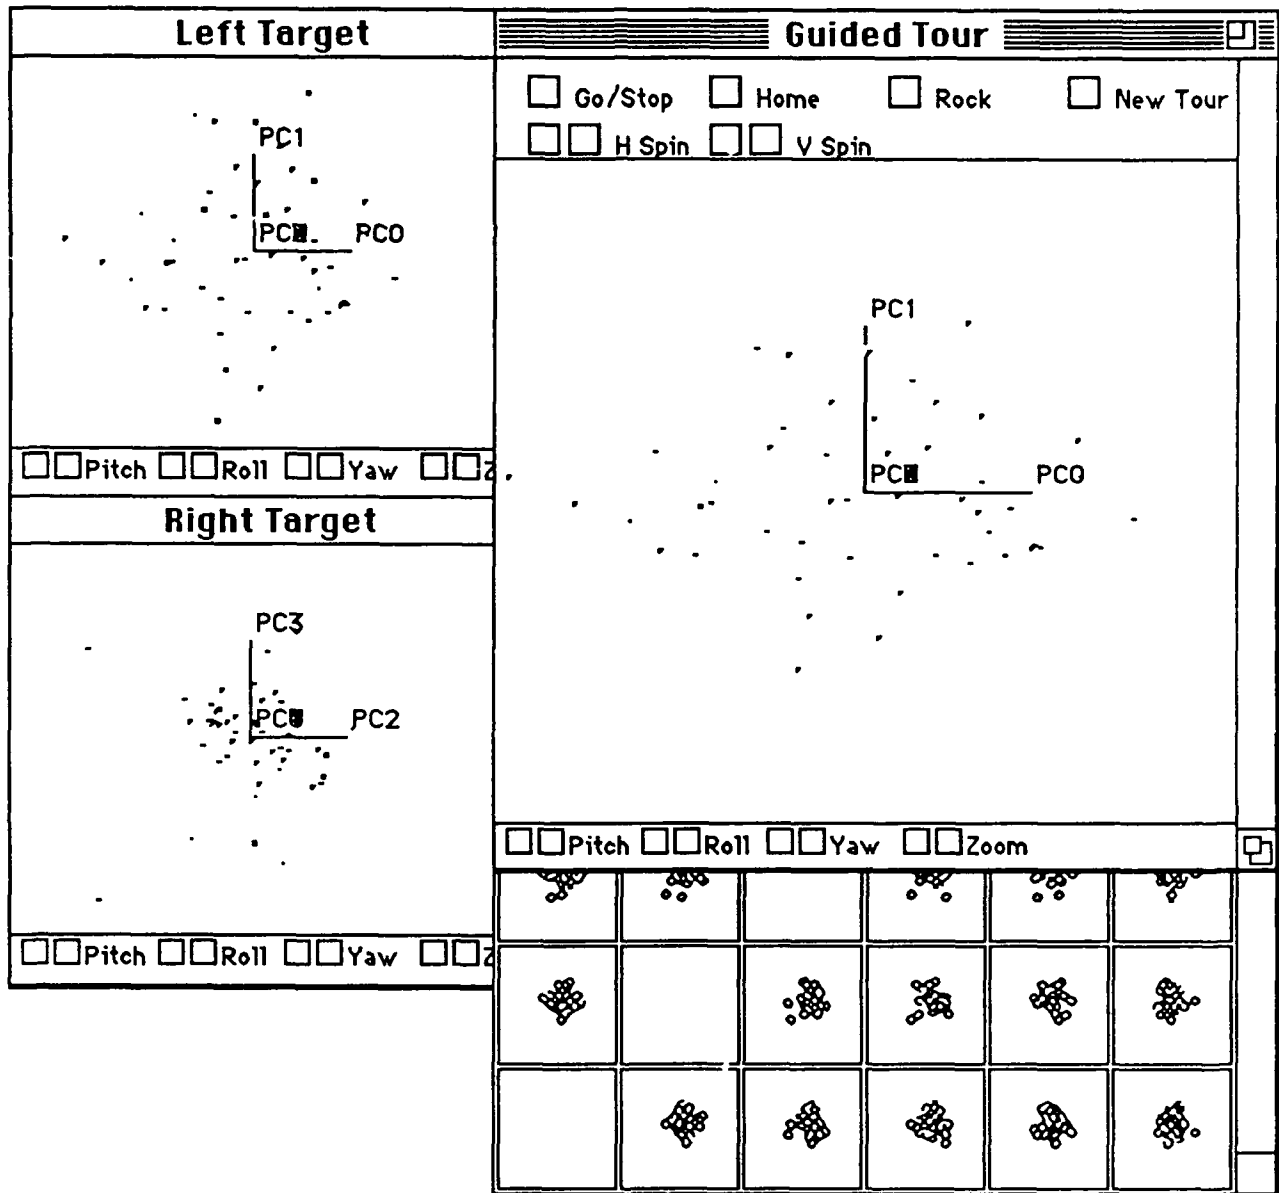 Left Target
PC1
PC0
Pitch Roll Yaw
Right Target
PC3
PC2
Pitch Roll Yaw
Guided Tour
Go/Stop Home Rock New Tour
H Spin V Spin
PC1
PC0
Pitch Roll Yaw Zoom